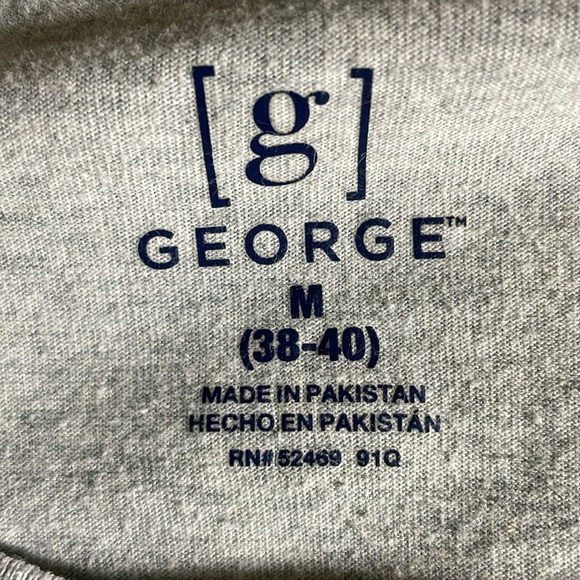 [g]
GEORGE™
M
(38-40)
MADE IN PAKISTAN
HECHO EN PAKISTÁN
RN# 52469 91Q